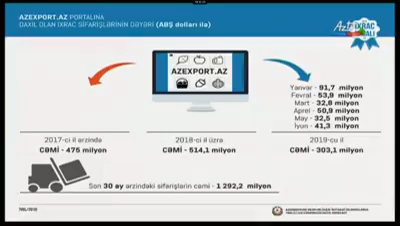 AZEXPORT.AZ PORTALINA
DAXİL OLAN İXRAC SİFARİŞLƏRİNİN DƏYƏRİ (ABŞ dolları ilə)
İXRAC
AZEXPORT.AZ
Yanvar - 91,7 milyon
Fevral - 53,9 milyon
Mart - 32,8 milyon
Aprel - 50,9 milyon
May - 32,5 milyon
İyun - 41,3 milyon
2017-ci il ərzində
CƏMİ - 475 milyon
2018-ci il üzrə
CƏMİ - 514,1 milyon
2019-cu il
CƏMİ - 303,1 milyon
Son 30 ay ərzindəki sifarişlərin cəmi - 1 292,2 milyon